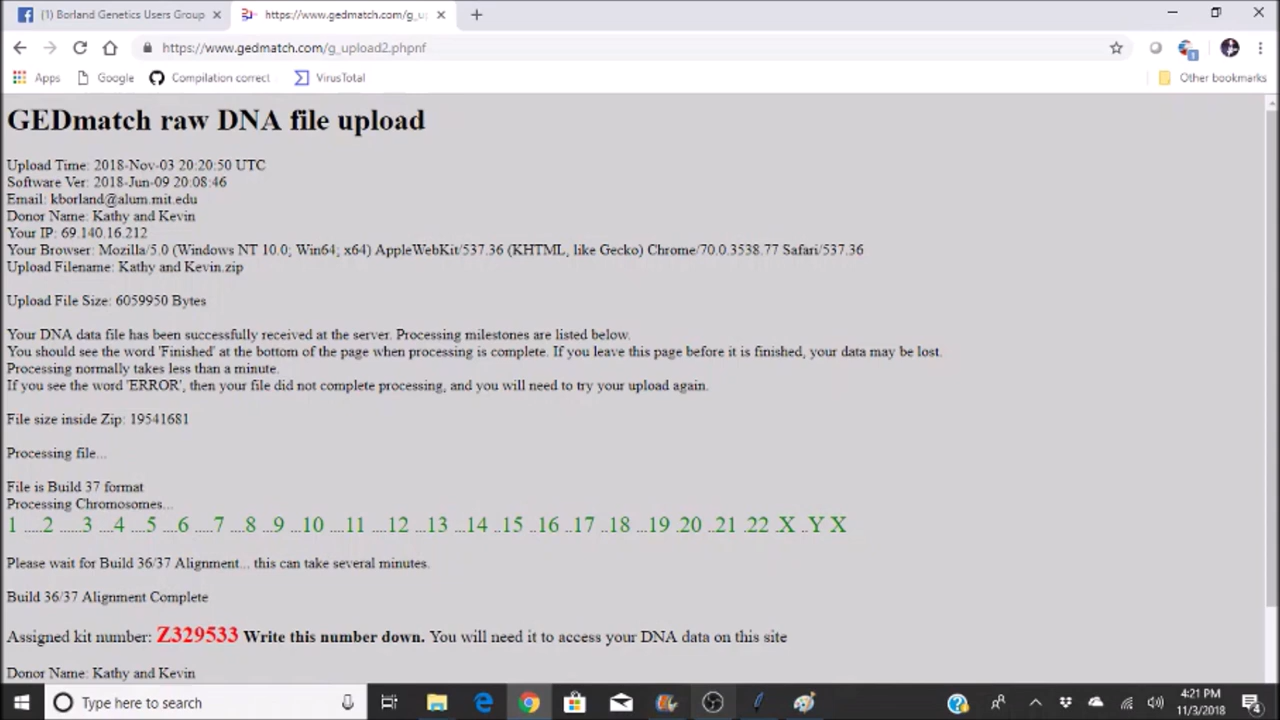 (1) Borland Genetics Users Group
https://www.gedmatch.com/g_up
https://www.gedmatch.com/g_upload2.phpnf
1
Apps
Google
Compilation correct
VirusTotal
Other bookmarks
GEDmatch raw DNA file upload
Upload Time: 2018-Nov-03 20:20:50 UTC
Software Ver: 2018-Jun-09 20:08:46
Email: kborland@alum.mit.edu
Donor Name: Kathy and Kevin
Your IP: 69.140.16.212
Your Browser: Mozilla/5.0 (Windows NT 10.0; Win64; x64) AppleWebKit/537.36 (KHTML, like Gecko) Chrome/70.0.3538.77 Safari/537.36
Upload Filename: Kathy and Kevin.zip
Upload File Size: 6059950 Bytes
Your DNA data file has been successfully received at the server. Processing milestones are listed below.
You should see the word 'Finished' at the bottom of the page when processing is complete. If you leave this page before it is finished, your data may be lost.
Processing normally takes less than a minute.
If you see the word 'ERROR', then your file did not complete processing, and you will need to try your upload again.
File size inside Zip: 19541681
Processing file...
File is Build 37 format
Processing Chromosomes...
1 .....2 ......3 ....4 ....5 ....6 .....7 ....8 ...9 ....10 ....11 ....12 ...13 ...14 ...15 ...16 ...17 ...18 ...19 ..20 ..21 .22 .X ..Y X
Please wait for Build 36/37 Alignment... this can take several minutes.
Build 36/37 Alignment Complete
Assigned kit number: Z329533 Write this number down. You will need it to access your DNA data on this site
Donor Name: Kathy and Kevin
Type here to search
4:21 PM
11/3/2018
4